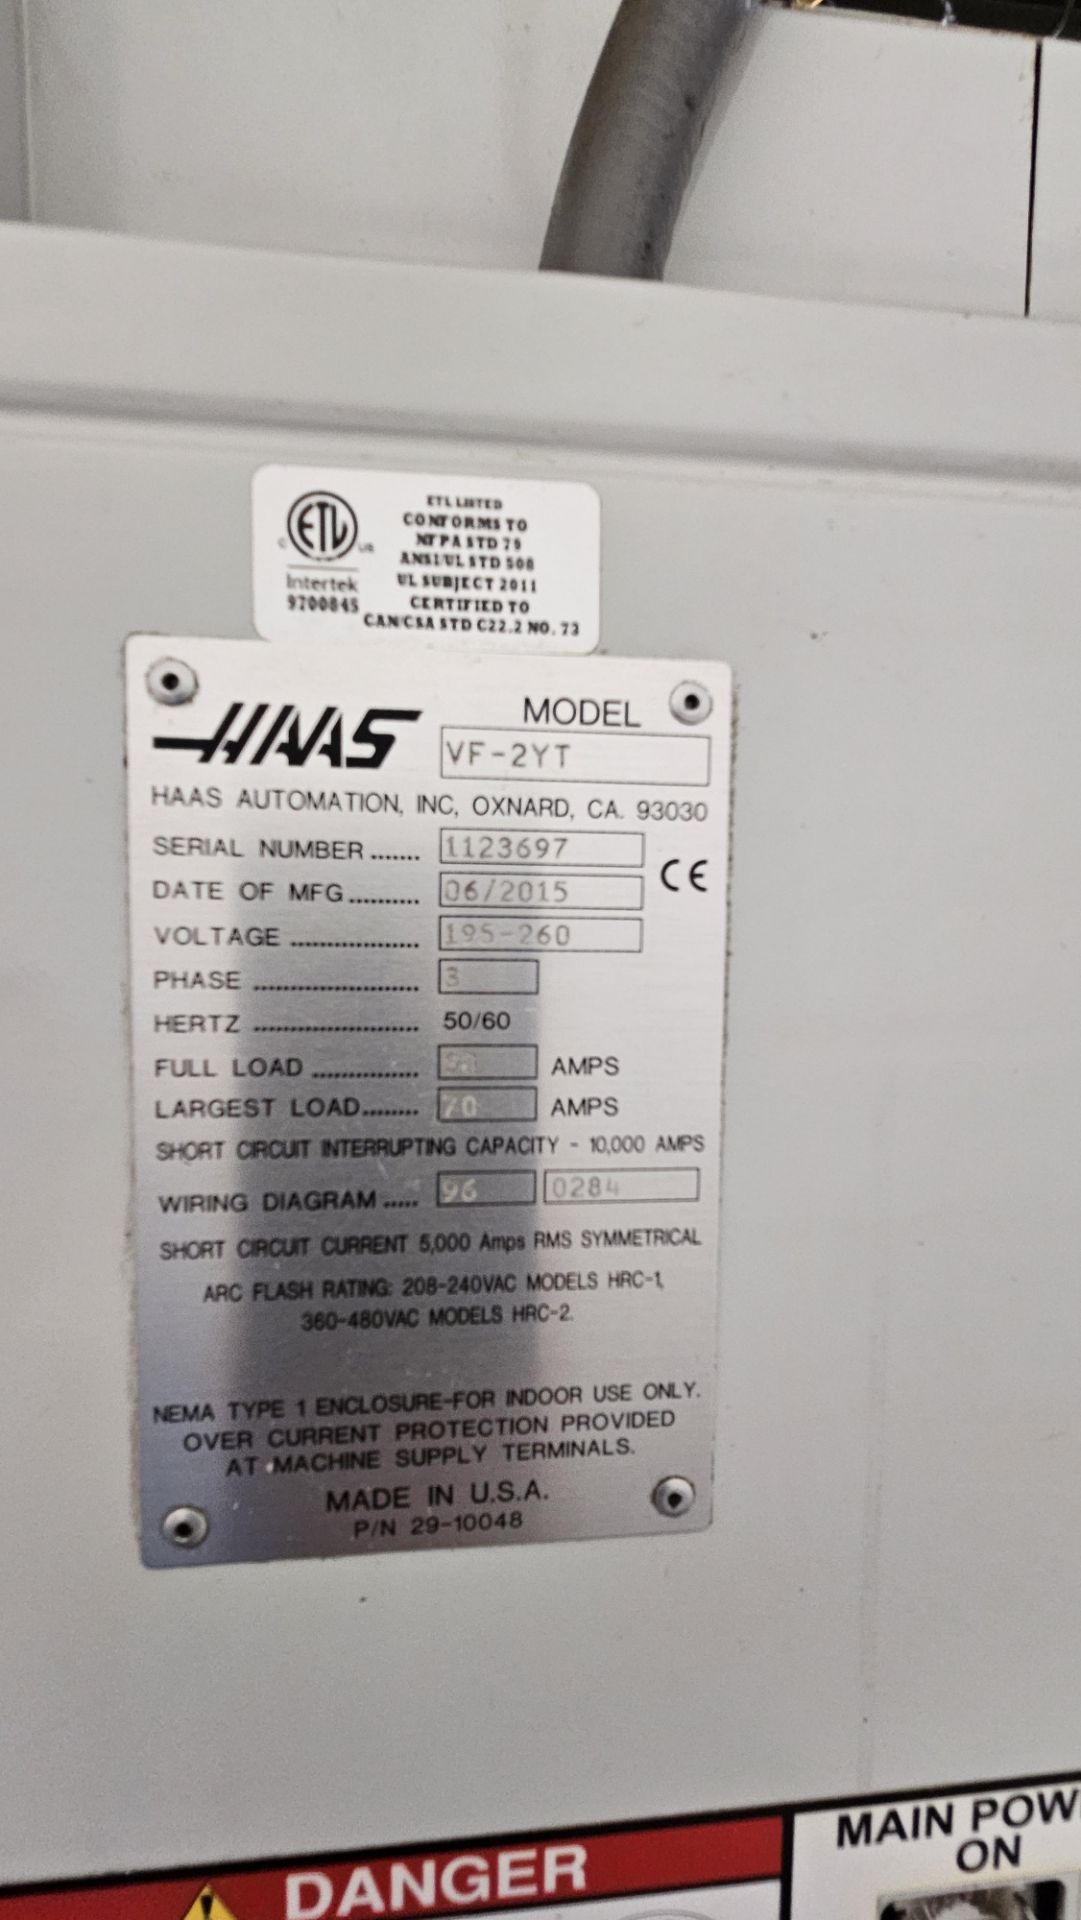 ETL
C US
Intertek
9700845
ETL LISTED
CONFORMS TO
NFPA STD 79
ANSI/UL STD 508
UL SUBJECT 2011
CERTIFIED TO
CAN/CSA STD C22.2 NO. 73
HAAS
MODEL
VF-2YT
HAAS AUTOMATION, INC, OXNARD, CA. 93030
SERIAL NUMBER ....... 1123697
CE
DATE OF MFG .......... 06/2015
VOLTAGE ................... 195-260
PHASE ........................ 3
HERTZ ........................ 50/60
FULL LOAD ................ AMPS
LARGEST LOAD........ 70 AMPS
SHORT CIRCUIT INTERRUPTING CAPACITY - 10,000 AMPS
WIRING DIAGRAM ..... 96 0284
SHORT CIRCUIT CURRENT 5,000 Amps RMS SYMMETRICAL
ARC FLASH RATING: 208-240VAC MODELS HRC-1,
360-480VAC MODELS HRC-2.
NEMA TYPE 1 ENCLOSURE-FOR INDOOR USE ONLY.
OVER CURRENT PROTECTION PROVIDED
AT MACHINE SUPPLY TERMINALS.
MADE IN U.S.A.
P/N 29-10048
DANGER
MAIN POW
ON